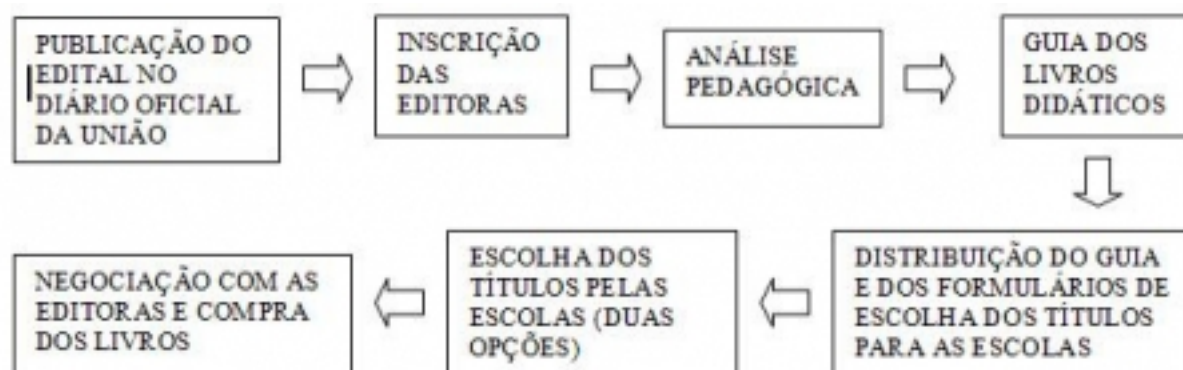 PUBLICAÇÃO DO
EDITAL NO
DIÁRIO OFICIAL
DA UNIÃO
INSCRIÇÃO
DAS
EDITORAS
ANÁLISE
PEDAGÓGICA
GUIA DOS
LIVROS
DIDÁTICOS
DISTRIBUIÇÃO DO GUIA
E DOS FORMULÁRIOS DE
ESCOLHA DOS TÍTULOS
PARA AS ESCOLAS
ESCOLHA DOS
TÍTULOS PELAS
ESCOLAS (DUAS
OPÇÕES)
NEGOCIAÇÃO COM AS
EDITORAS E COMPRA
DOS LIVROS